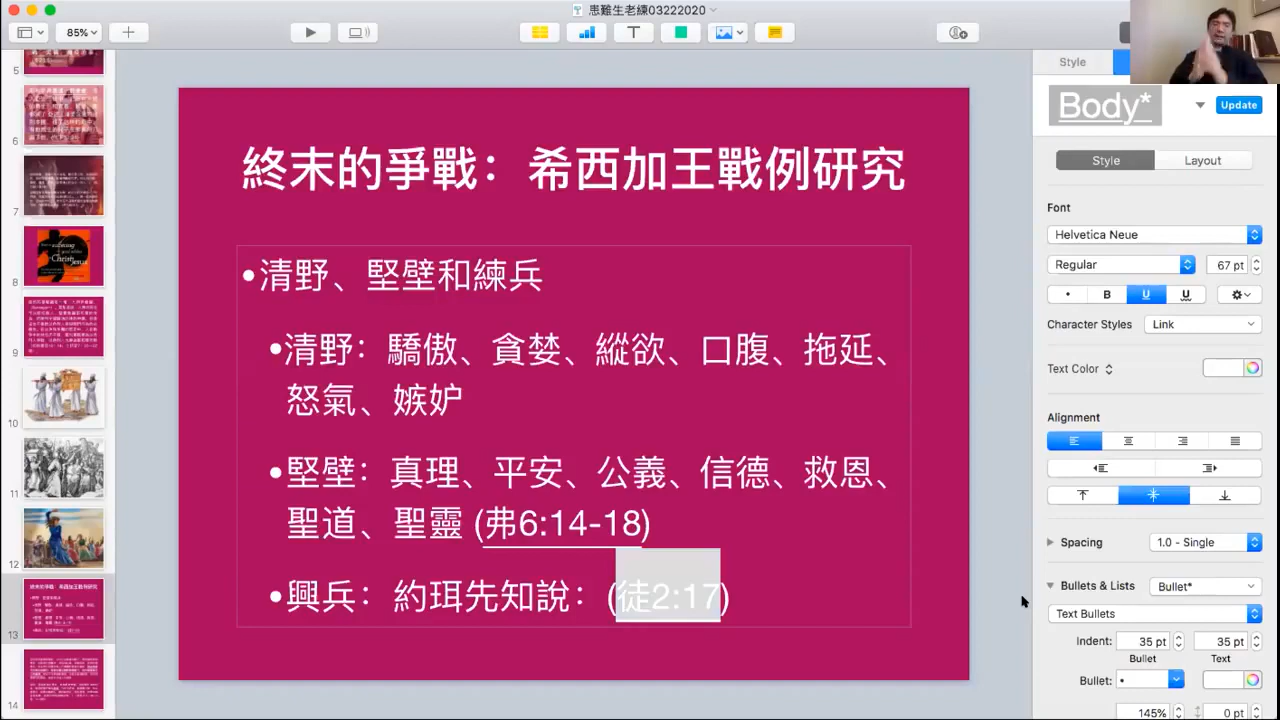 患難生老練03222020
85%
T
Style
Body*
Update
Style
Layout
Font
Helvetica Neue
Regular
67 pt
B
U
U
Character Styles
Link
Text Color
Alignment
Spacing
1.0 - Single
Bullets & Lists
Text Bullets
Indent:
35 pt
35 pt
Bullet
Text
Bullet:
•
145%
0 pt
5
6
7
8
9
10
11
12
13
14
終末的爭戰：希西加王戰例研究
•清野、堅壁和練兵
•清野：驕傲、貪婪、縱欲、口腹、拖延、
怒氣、嫉妒
•堅壁：真理、平安、公義、信德、救恩、
聖道、聖靈 (弗6:14-18)
•興兵：約珥先知說：(徒2:17)